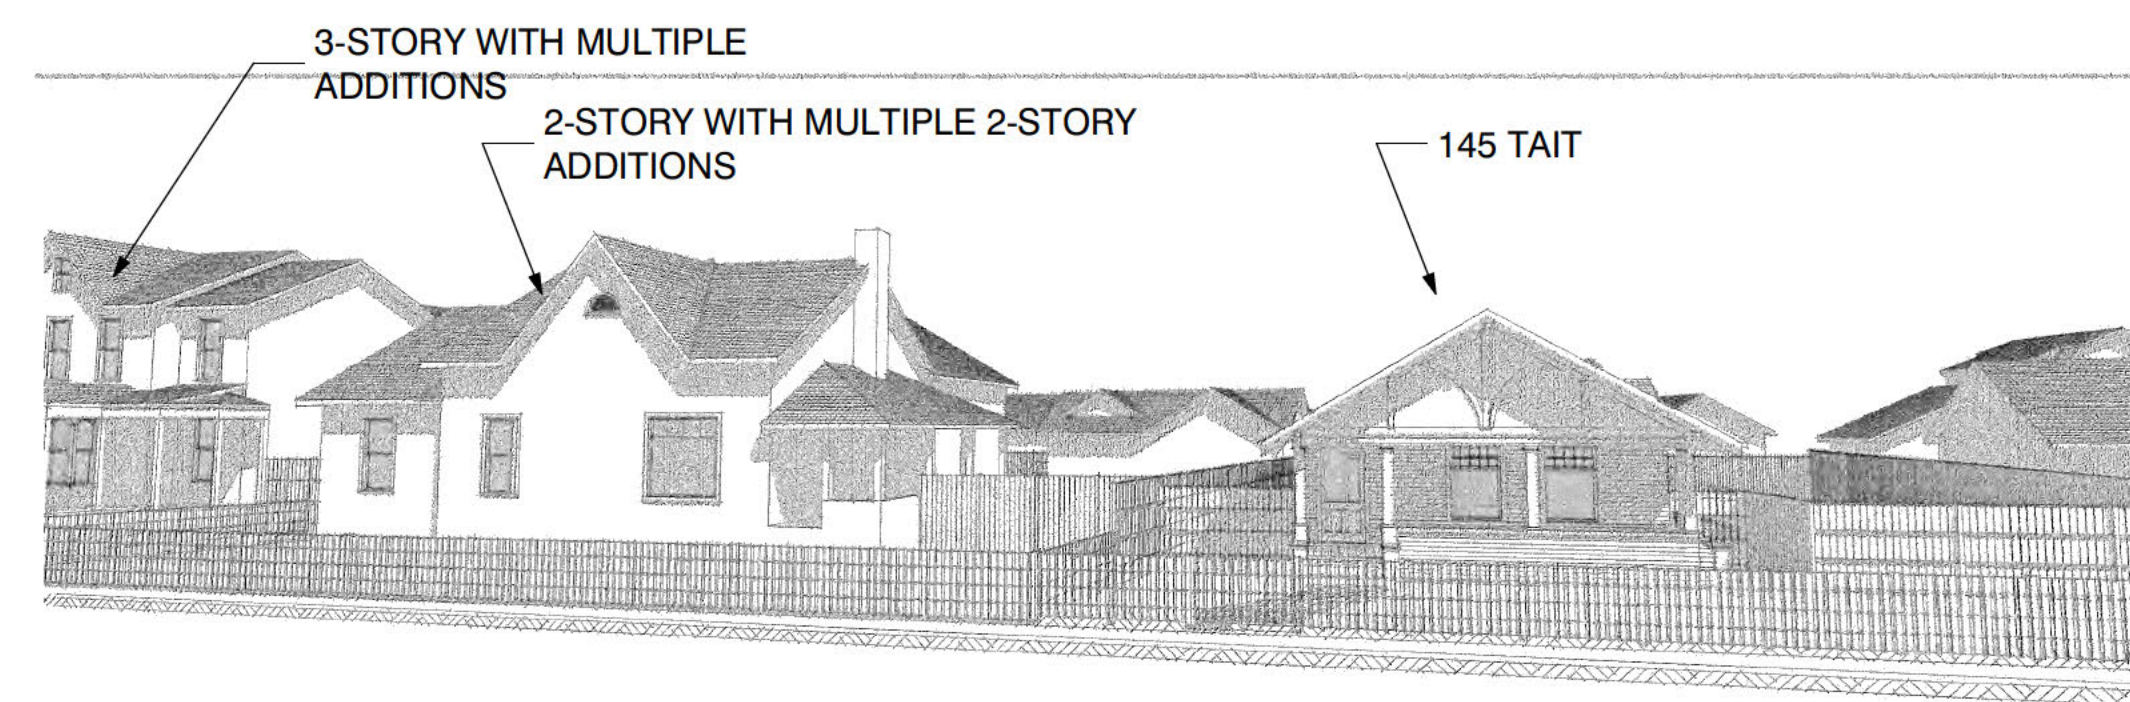 3-STORY WITH MULTIPLE
ADDITIONS
2-STORY WITH MULTIPLE 2-STORY
ADDITIONS
145 TAIT